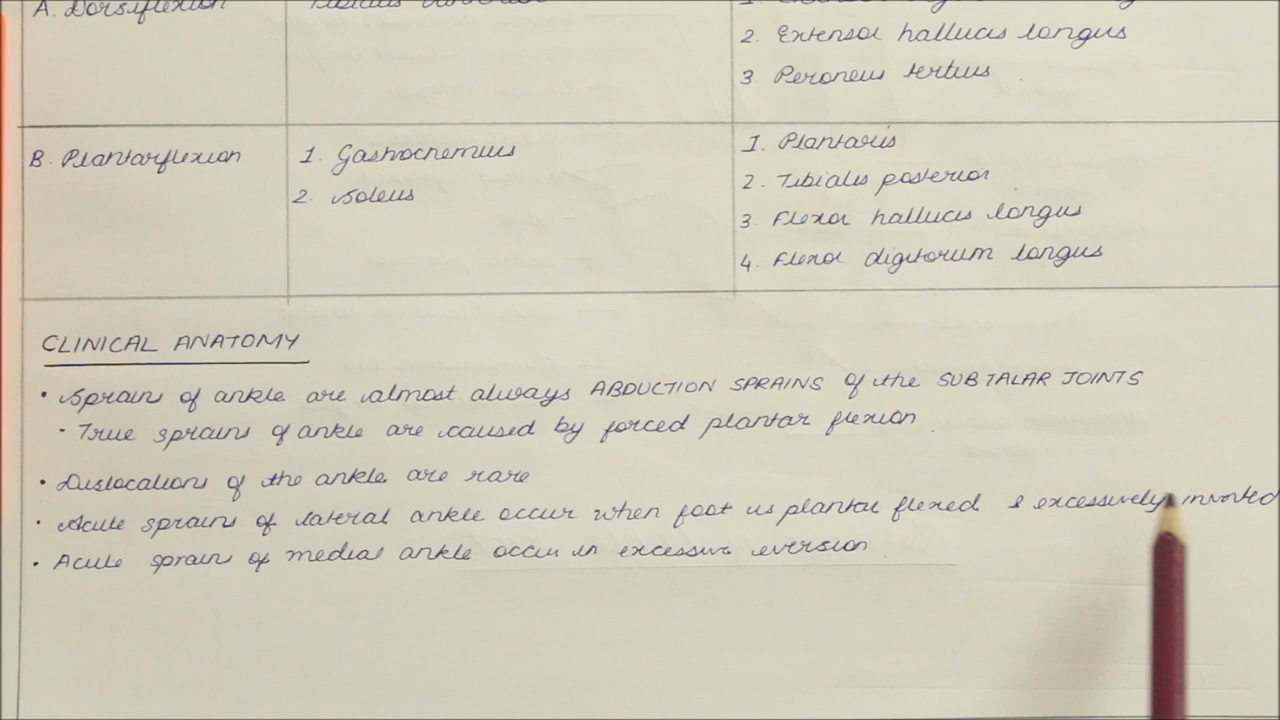 A. Dorsiflexion
2. Extensor hallucis longus
3 Peroneus tertius
B. Plantarflexion
1. Gastrocnemius
2. Soleus
1. Plantaris
2. Tibialis posterior
3. Flexor hallucis longus
4. Flexor digitorum longus
CLINICAL ANATOMY
• Sprains of ankle are almost always ABDUCTION SPRAINS of the SUBTALAR JOINTS
- True sprains of ankle are caused by forced plantar flexion
• Dislocations of the ankle are rare
• Acute sprains of lateral ankle occur when foot is plantar flexed & excessively inverted
• Acute sprain of medial ankle occur in excessive eversion